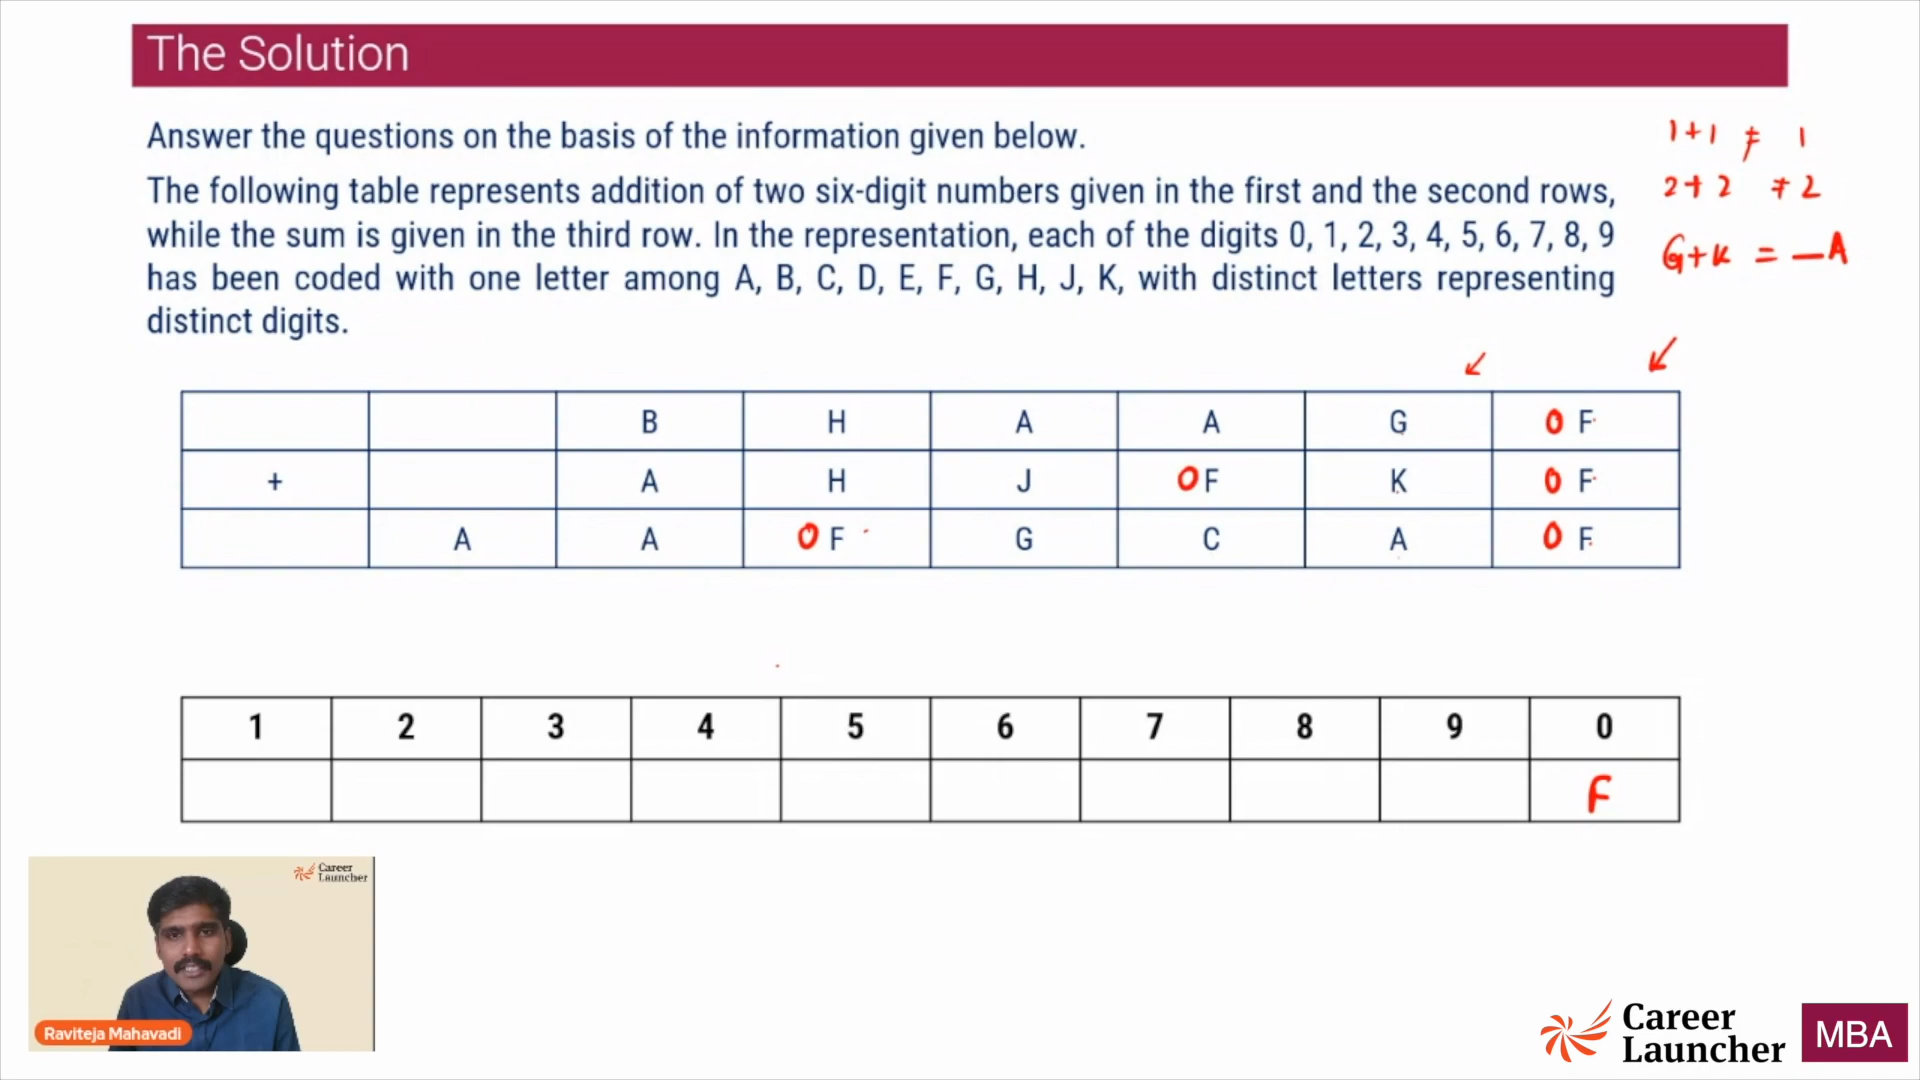 The Solution
Answer the questions on the basis of the information given below.
The following table represents addition of two six-digit numbers given in the first and the second rows,
while the sum is given in the third row. In the representation, each of the digits 0, 1, 2, 3, 4, 5, 6, 7, 8, 9
has been coded with one letter among A, B, C, D, E, F, G, H, J, K, with distinct letters representing
distinct digits.
1+1 ≠ 1
2+2 ≠ 2
G+K = _A
B H A A G 0 F
+ A H J 0 F K 0 F
A A 0 F G C A 0 F
1 2 3 4 5 6 7 8 9 0
F
Career
Launcher
Raviteja Mahavadi
Career
Launcher
MBA